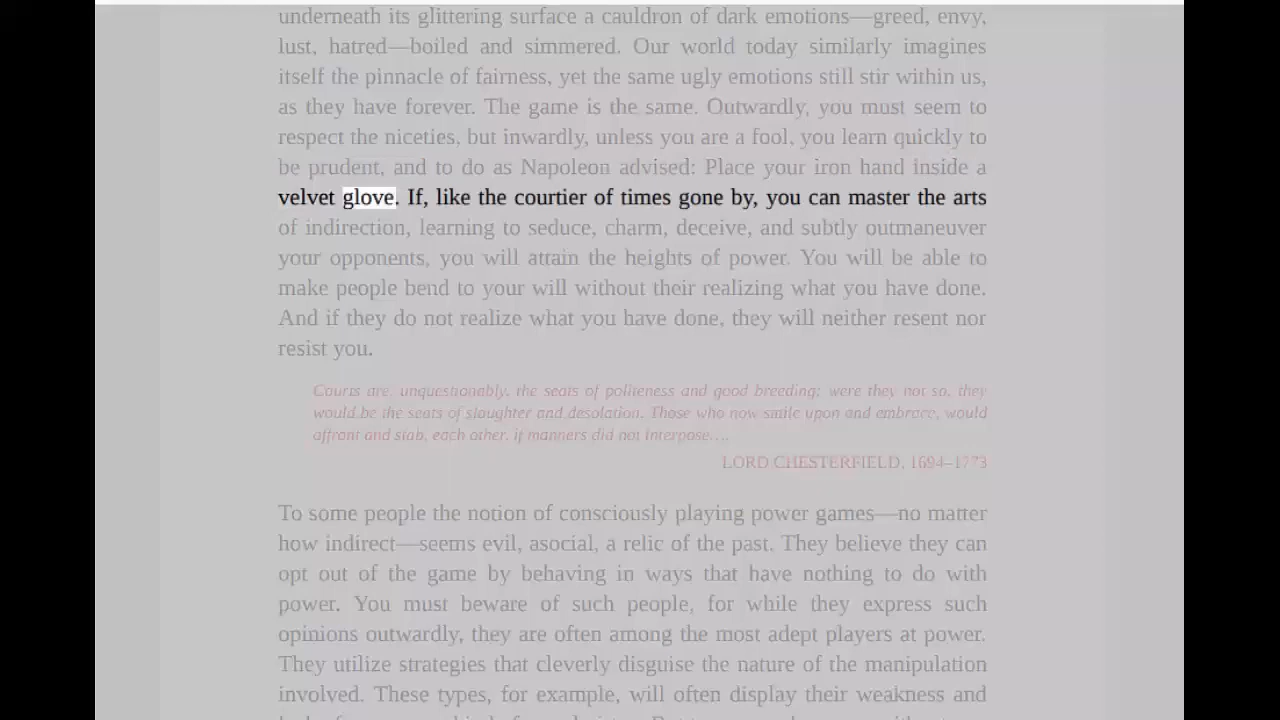 underneath its glittering surface a cauldron of dark emotions—greed, envy,
lust, hatred—boiled and simmered. Our world today similarly imagines
itself the pinnacle of fairness, yet the same ugly emotions still stir within us,
as they have forever. The game is the same. Outwardly, you must seem to
respect the niceties, but inwardly, unless you are a fool, you learn quickly to
be prudent, and to do as Napoleon advised: Place your iron hand inside a
velvet glove. If, like the courtier of times gone by, you can master the arts
of indirection, learning to seduce, charm, deceive, and subtly outmaneuver
your opponents, you will attain the heights of power. You will be able to
make people bend to your will without their realizing what you have done.
And if they do not realize what you have done, they will neither resent nor
resist you.
Courts are, unquestionably, the seats of politeness and good breeding; were they not so, they
would be the seats of slaughter and desolation. Those who now smile upon and embrace, would
affront and stab, each other, if manners did not interpose....
LORD CHESTERFIELD, 1694–1773
To some people the notion of consciously playing power games—no matter
how indirect—seems evil, asocial, a relic of the past. They believe they can
opt out of the game by behaving in ways that have nothing to do with
power. You must beware of such people, for while they express such
opinions outwardly, they are often among the most adept players at power.
They utilize strategies that cleverly disguise the nature of the manipulation
involved. These types, for example, will often display their weakness and